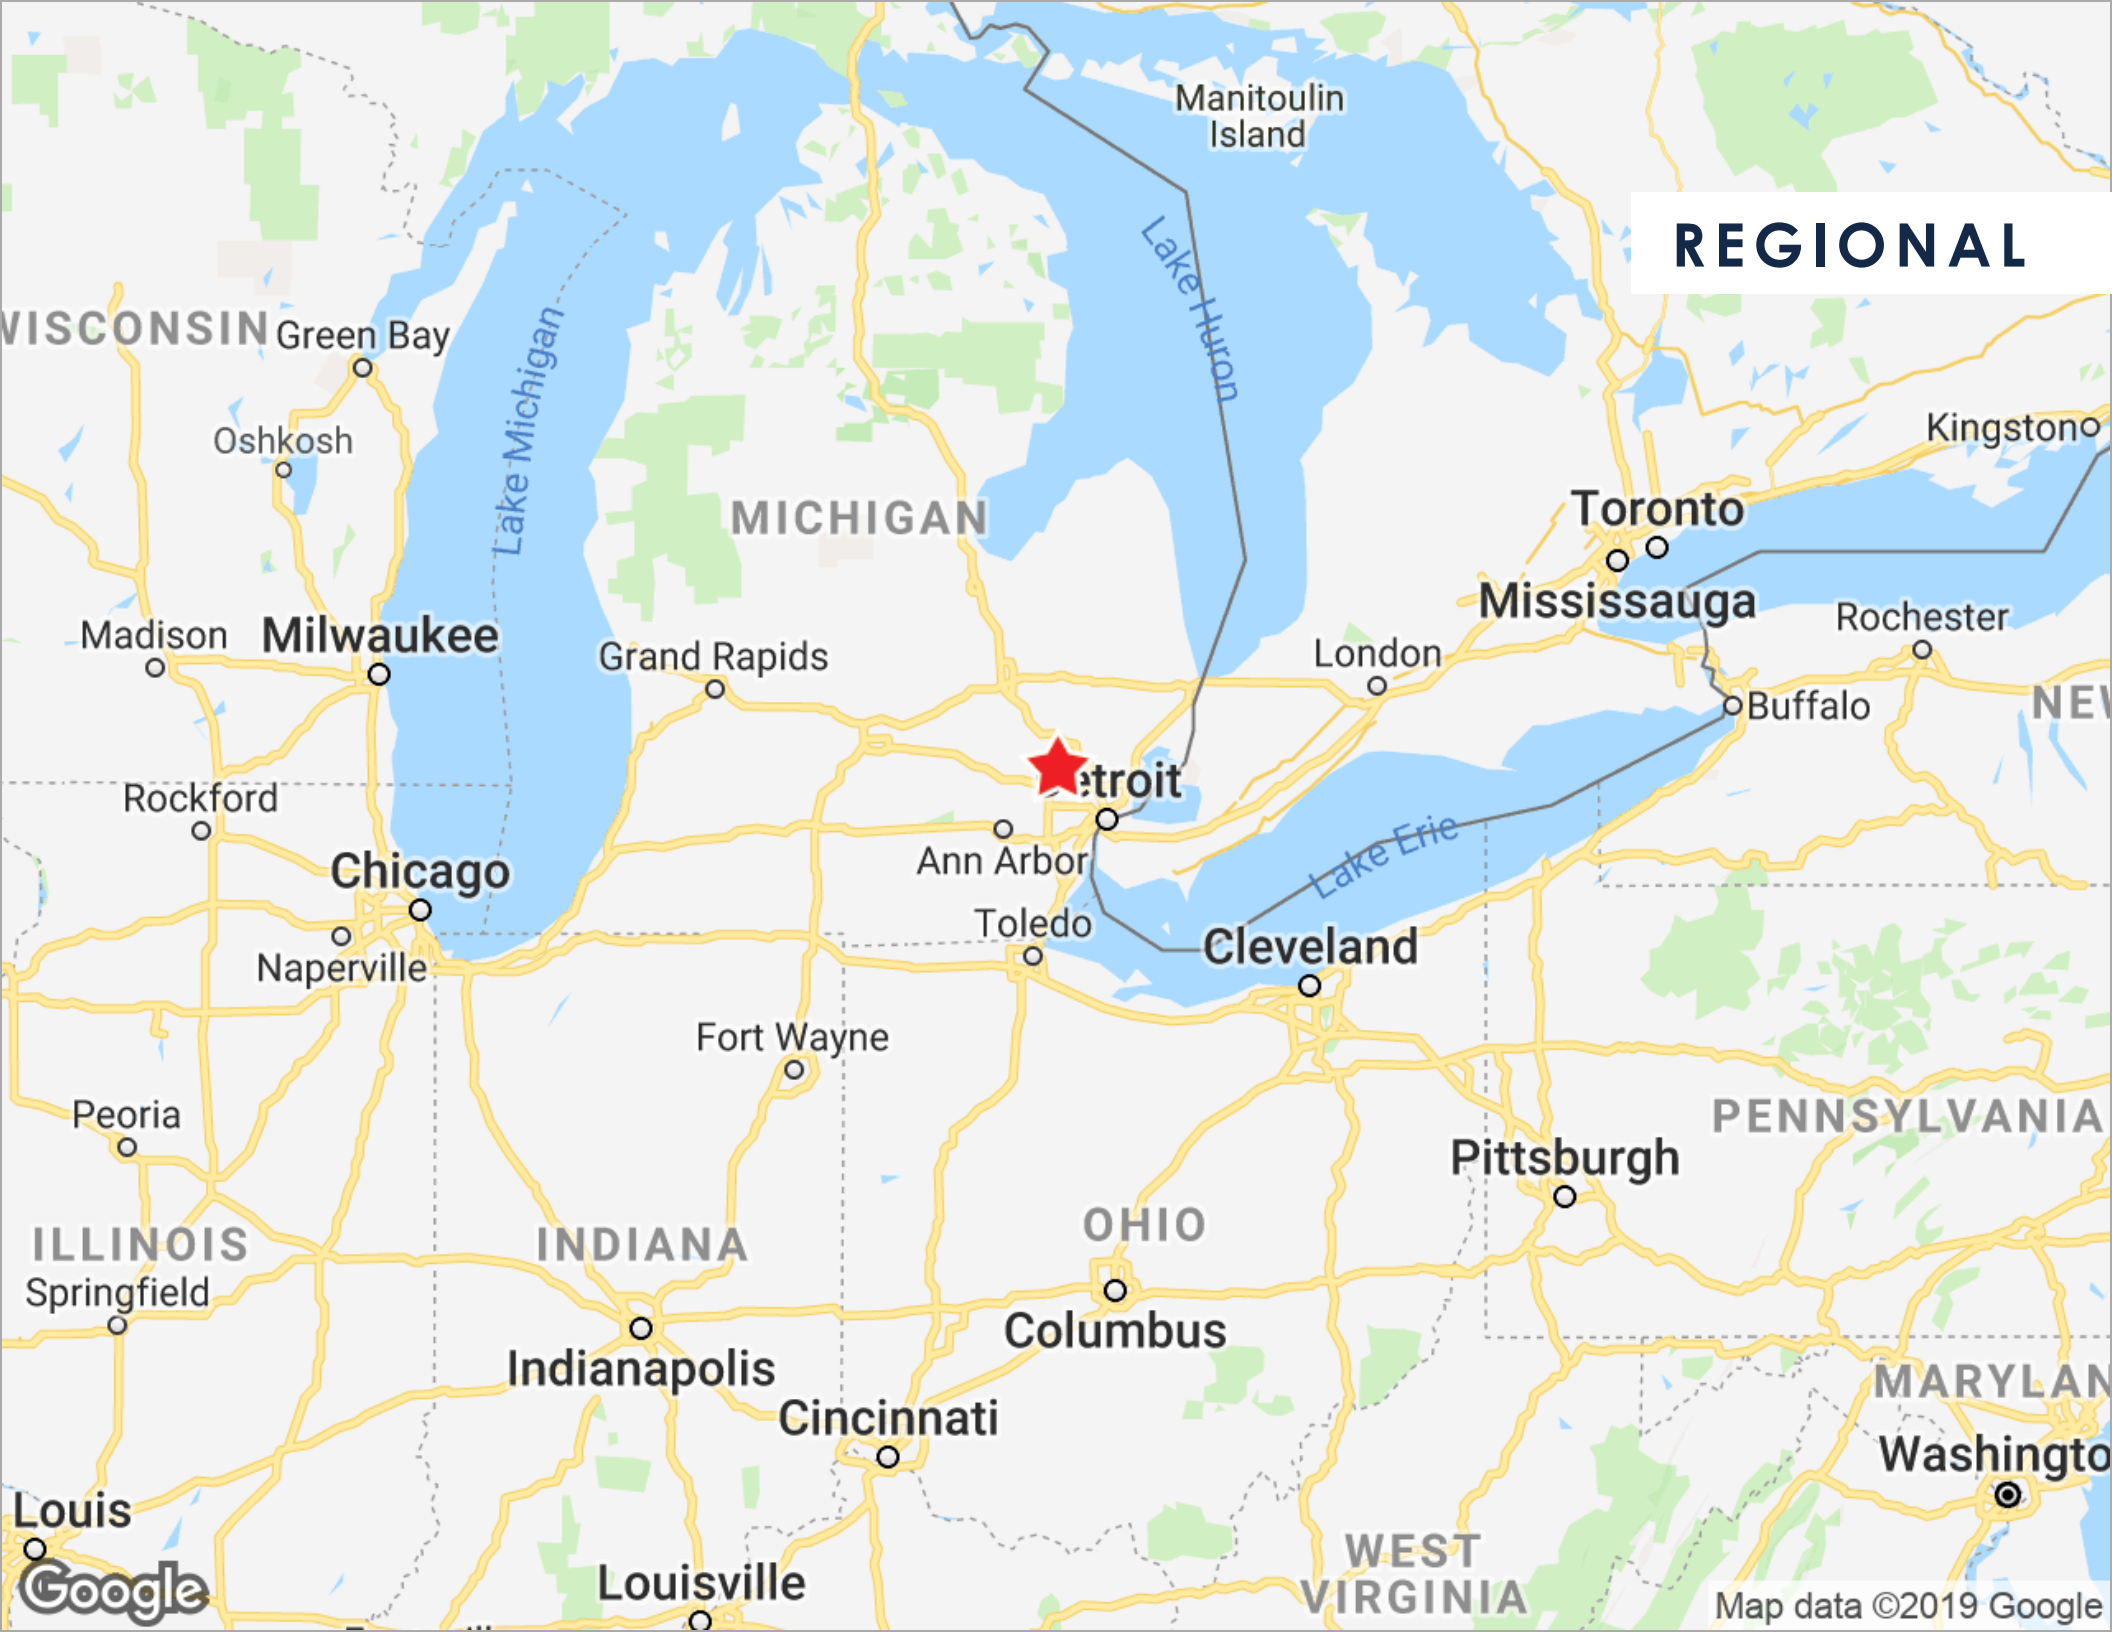 Manitoulin
Island
REGIONAL
Lake Huron
WISCONSIN
Green Bay
Lake Michigan
Oshkosh
Kingston
MICHIGAN
Toronto
Mississauga
Rochester
Madison
Milwaukee
Grand Rapids
London
NEW
Buffalo
etroit
Rockford
Lake Erie
Ann Arbor
Chicago
Toledo
Cleveland
Naperville
Fort Wayne
Peoria
PENNSYLVANIA
Pittsburgh
OHIO
ILLINOIS
INDIANA
Springfield
Columbus
Indianapolis
MARYLAN
Cincinnati
Washingto
Louis
WEST
VIRGINIA
Louisville
Google
Map data ©2019 Google